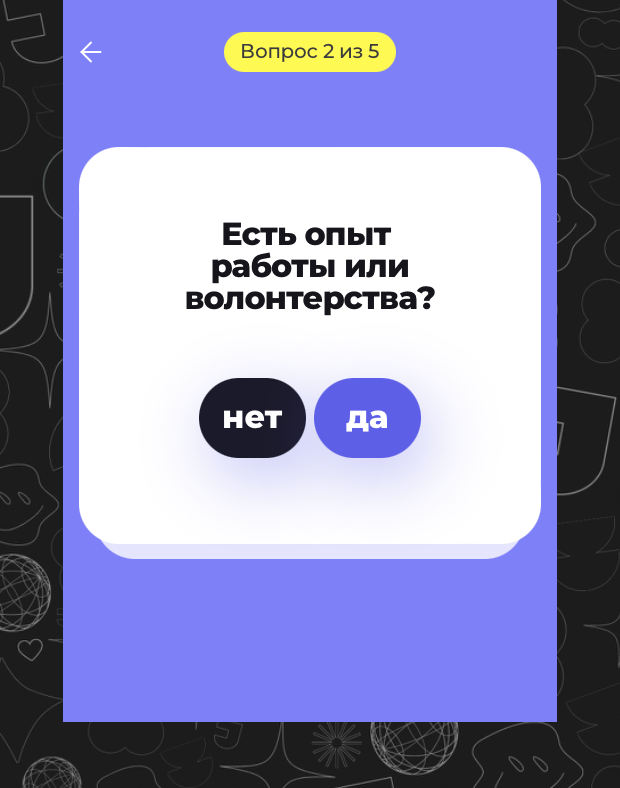 Вопрос 2 из 5
Есть опыт
работы или
волонтерства?
нет да